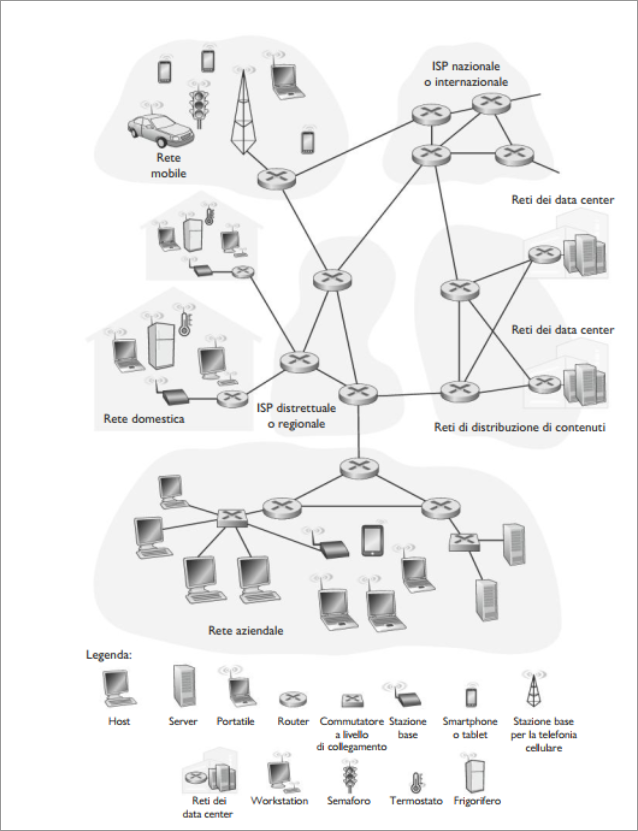 ISP nazionale
o internazionale
Rete
mobile
Reti dei data center
Reti dei data center
Rete domestica
ISP distrettuale
o regionale
Reti di distribuzione di contenuti
Rete aziendale
Legenda:
Host
Server
Portatile
Router
Commutatore
a livello
di collegamento
Stazione
base
Smartphone
o tablet
Stazione base
per la telefonia
cellulare
Reti dei
data center
Workstation
Semaforo
Termostato
Frigorifero